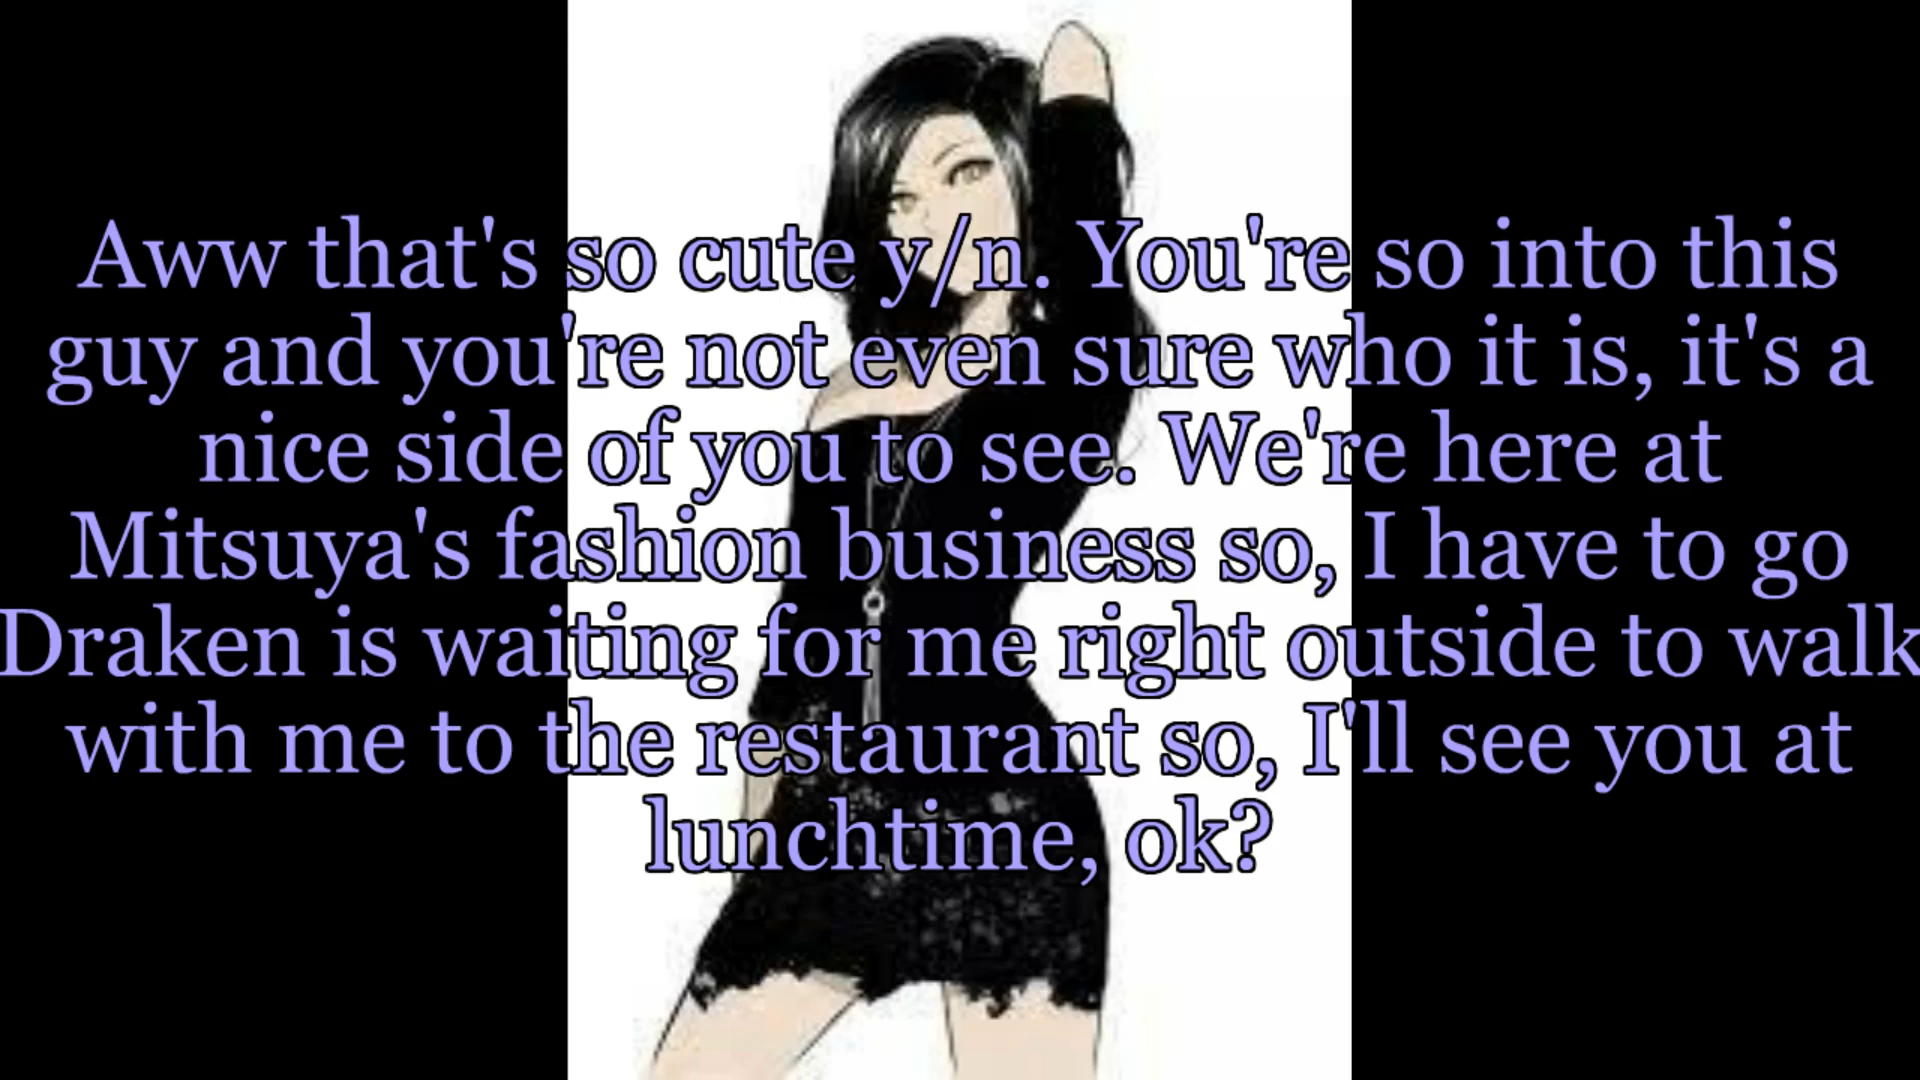 Aww that's so cute y/n. You're so into this
guy and you're not even sure who it is, it's a
nice side of you to see. We're here at
Mitsuya's fashion business so, I have to go
Draken is waiting for me right outside to walk
with me to the restaurant so, I'll see you at
lunchtime, ok?